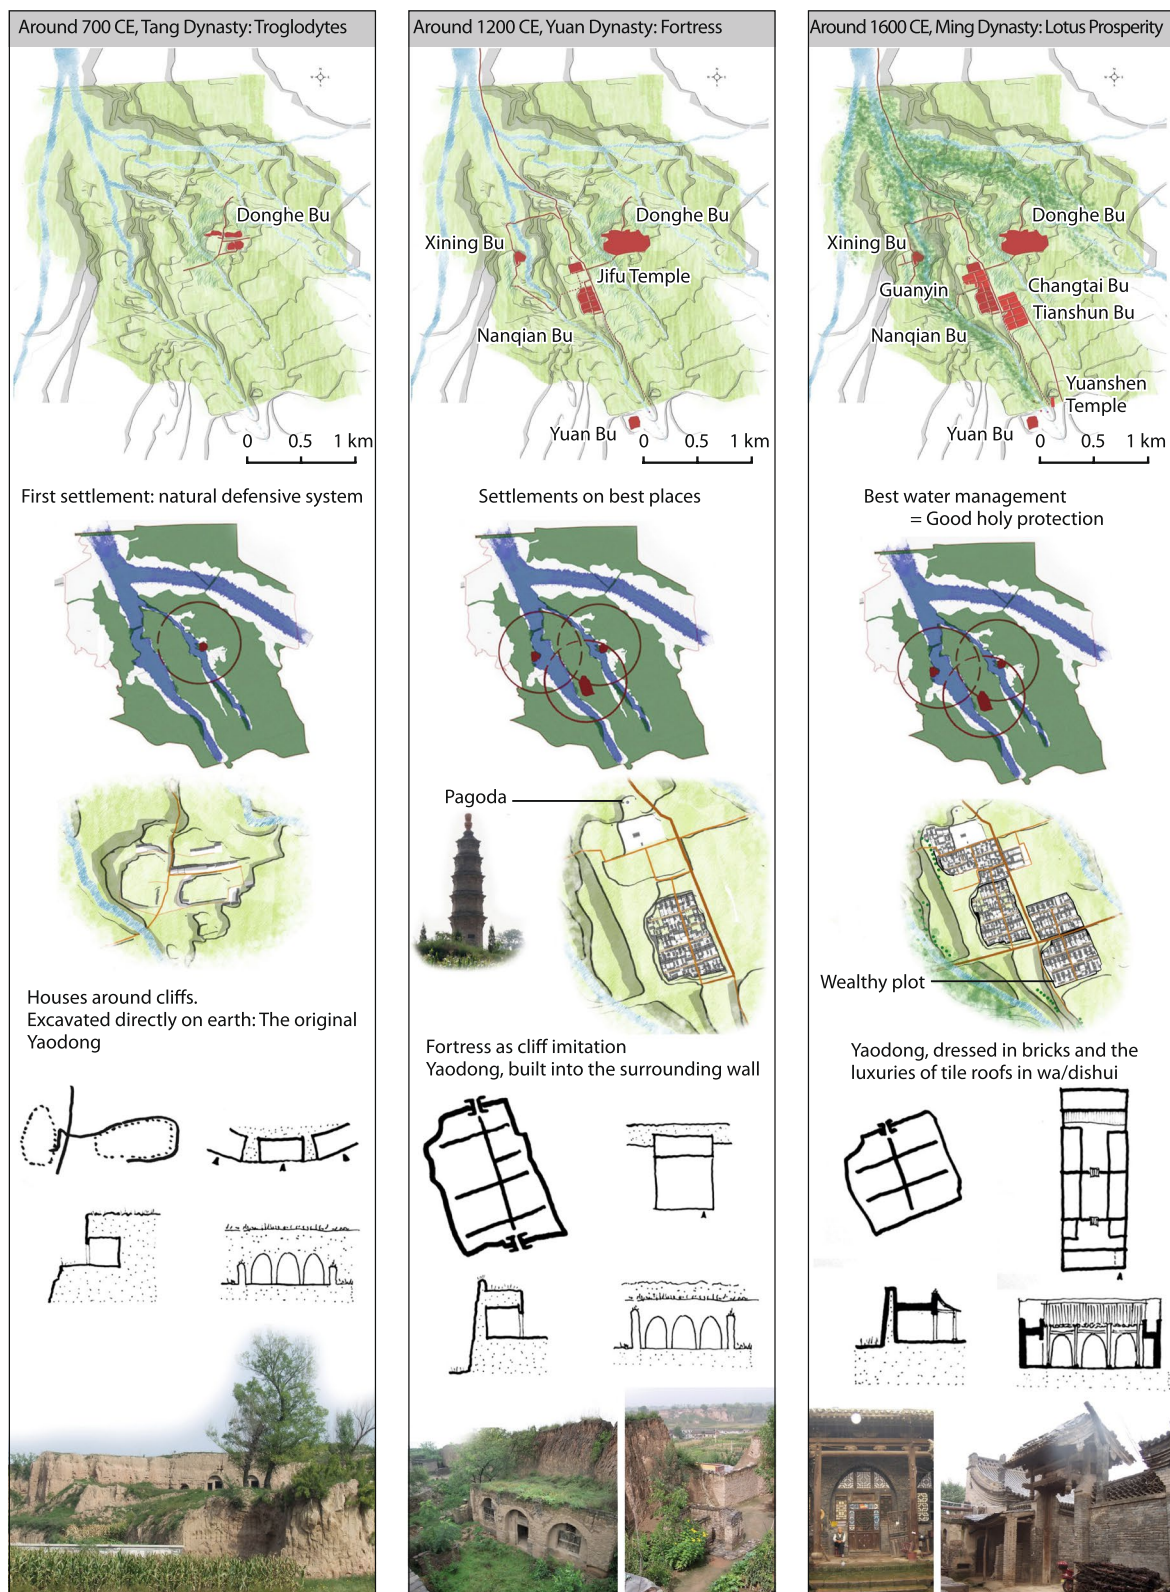 Around 700 CE, Tang Dynasty: Troglodytes
Donghe Bu
0 0.5 1 km
First settlement: natural defensive system
Houses around cliffs.
Excavated directly on earth: The original
Yaodong
Around 1200 CE, Yuan Dynasty: Fortress
Donghe Bu
Xining Bu
Jifu Temple
Nanqian Bu
Yuan Bu
0 0.5 1 km
Settlements on best places
Pagoda
Fortress as cliff imitation
Yaodong, built into the surrounding wall
Around 1600 CE, Ming Dynasty: Lotus Prosperity
Donghe Bu
Xining Bu
Guanyin
Changtai Bu
Tianshun Bu
Nanqian Bu
Yuanshen
Temple
Yuan Bu
0 0.5 1 km
Best water management
= Good holy protection
Wealthy plot
Yaodong, dressed in bricks and the
luxuries of tile roofs in wa/dishui